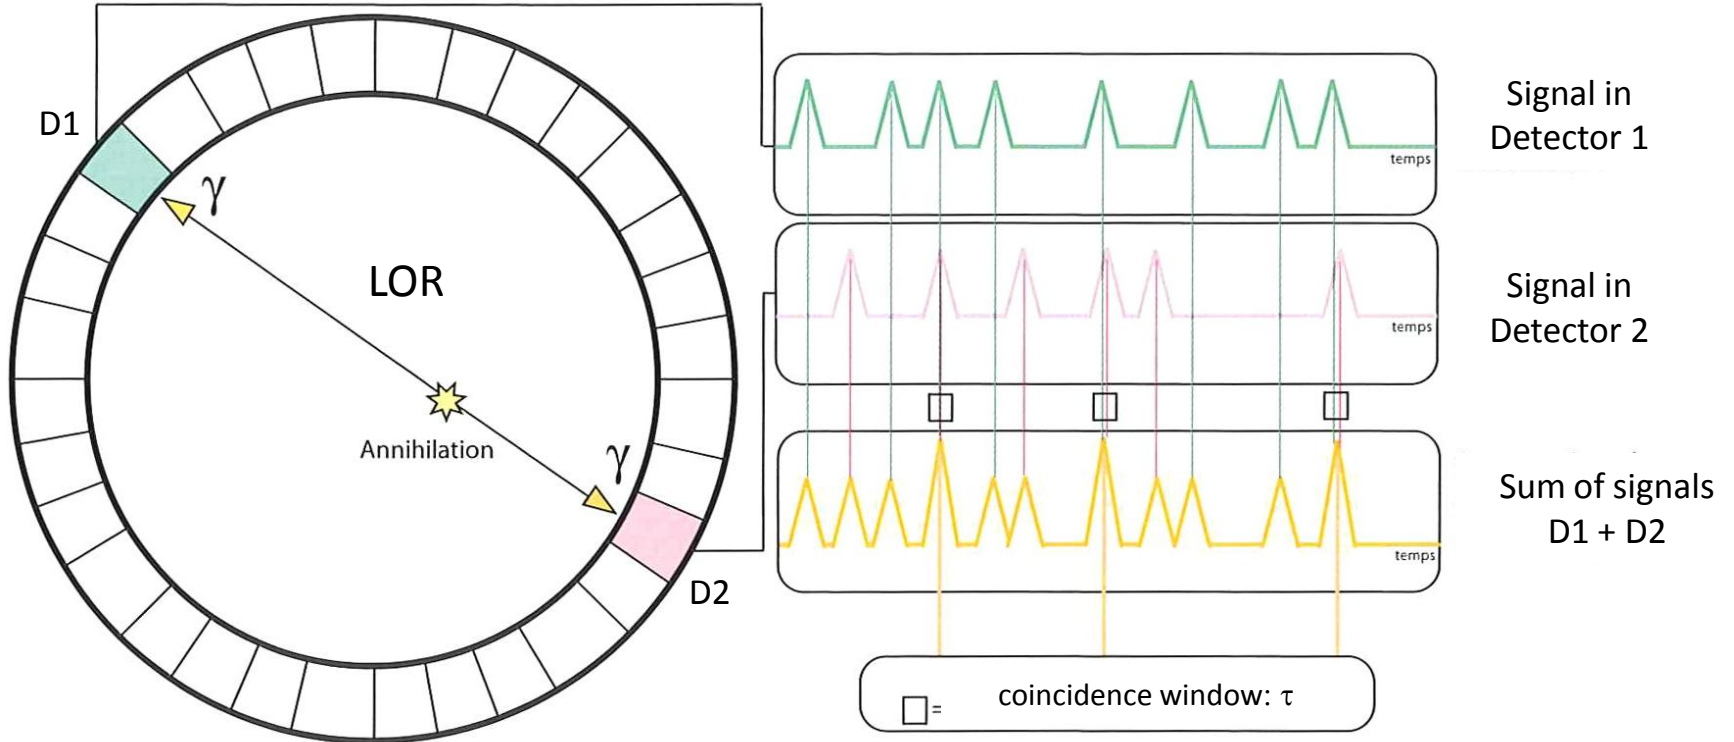 D1
γ
LOR
Annihilation
γ
D2
temps
Signal in
Detector 1
temps
Signal in
Detector 2
temps
Sum of signals
D1 + D2
= coincidence window: τ